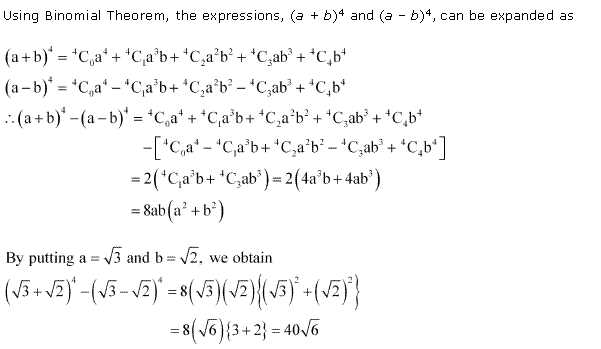 Using Binomial Theorem, the expressions, (a + b)⁴ and (a – b)⁴, can be expanded as
(a+b)⁴ = ⁴C₀a⁴ + ⁴C₁a³b + ⁴C₂a²b² + ⁴C₃ab³ + ⁴C₄b⁴
(a–b)⁴ = ⁴C₀a⁴ – ⁴C₁a³b + ⁴C₂a²b² – ⁴C₃ab³ + ⁴C₄b⁴
∴(a+b)⁴ – (a–b)⁴ = ⁴C₀a⁴ + ⁴C₁a³b + ⁴C₂a²b² + ⁴C₃ab³ + ⁴C₄b⁴
–[⁴C₀a⁴ – ⁴C₁a³b + ⁴C₂a²b² – ⁴C₃ab³ + ⁴C₄b⁴]
= 2(⁴C₁a³b + ⁴C₃ab³) = 2(4a³b + 4ab³)
= 8ab(a² + b²)
By putting a = √3 and b = √2, we obtain
(√3 + √2)⁴ – (√3 – √2)⁴ = 8(√3)(√2){(√3)² + (√2)²}
= 8(√6){3+2} = 40√6